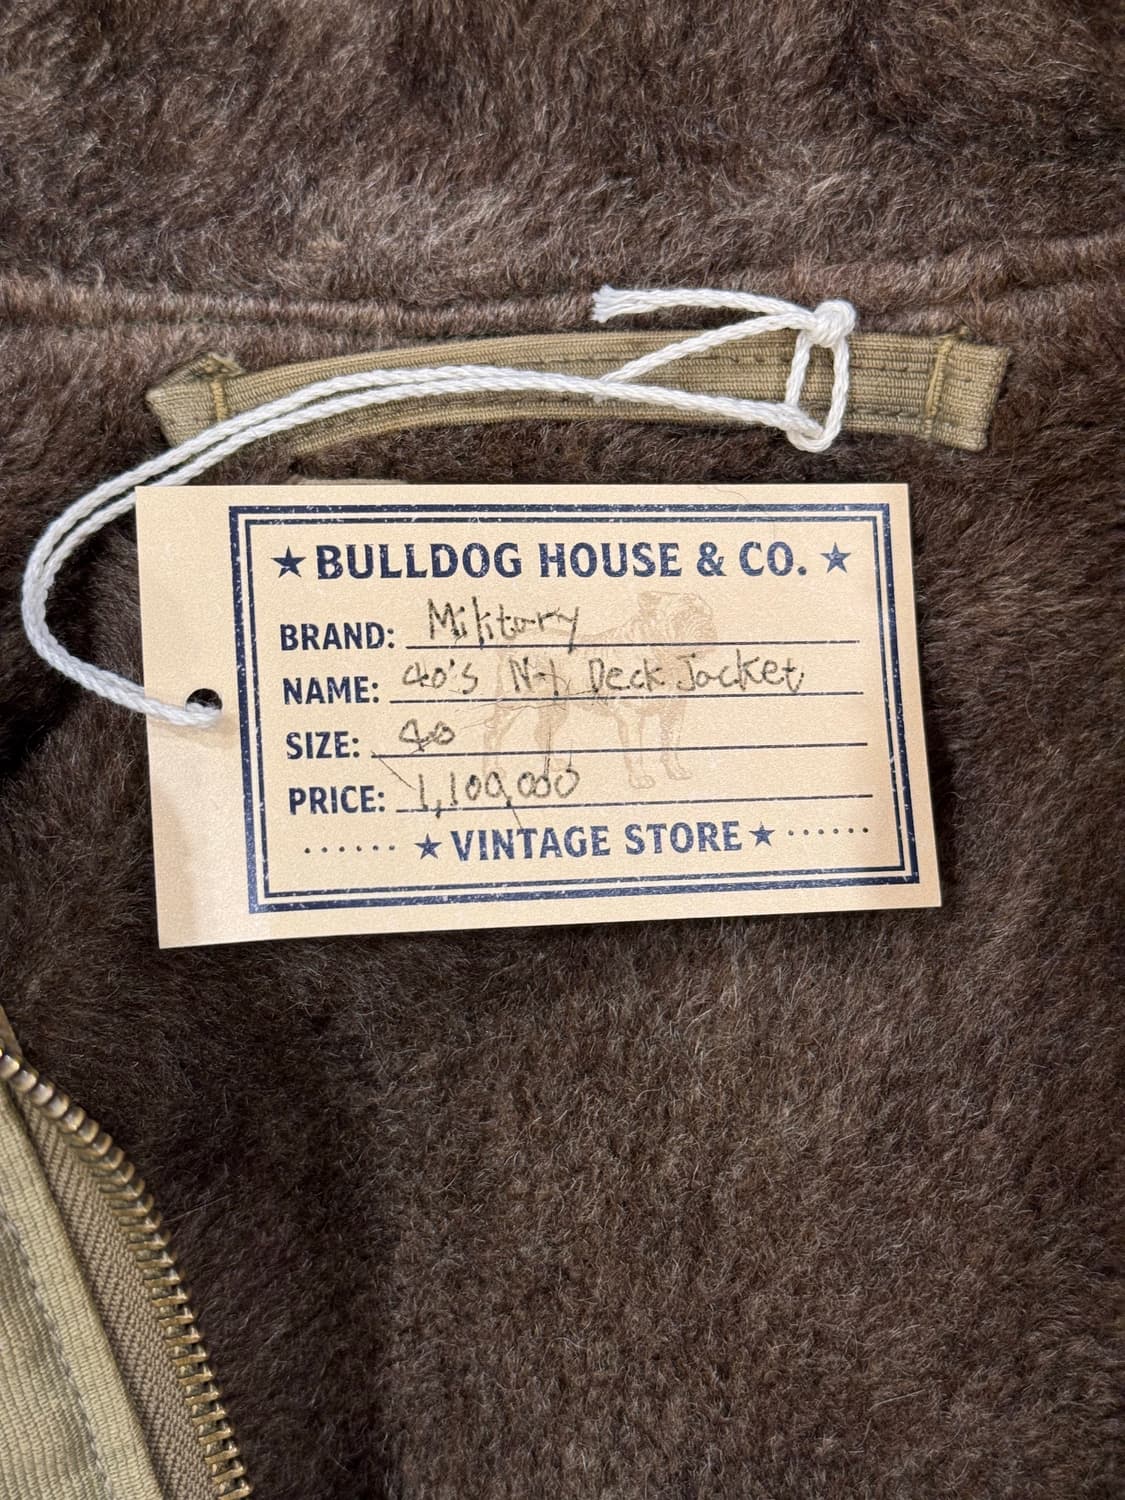 ★ BULLDOG HOUSE & CO. ★
BRAND: Military
NAME: 40's N-1 Deck Jacket
SIZE: 40
PRICE: 1,100,000
...... ★ VINTAGE STORE ★ ......